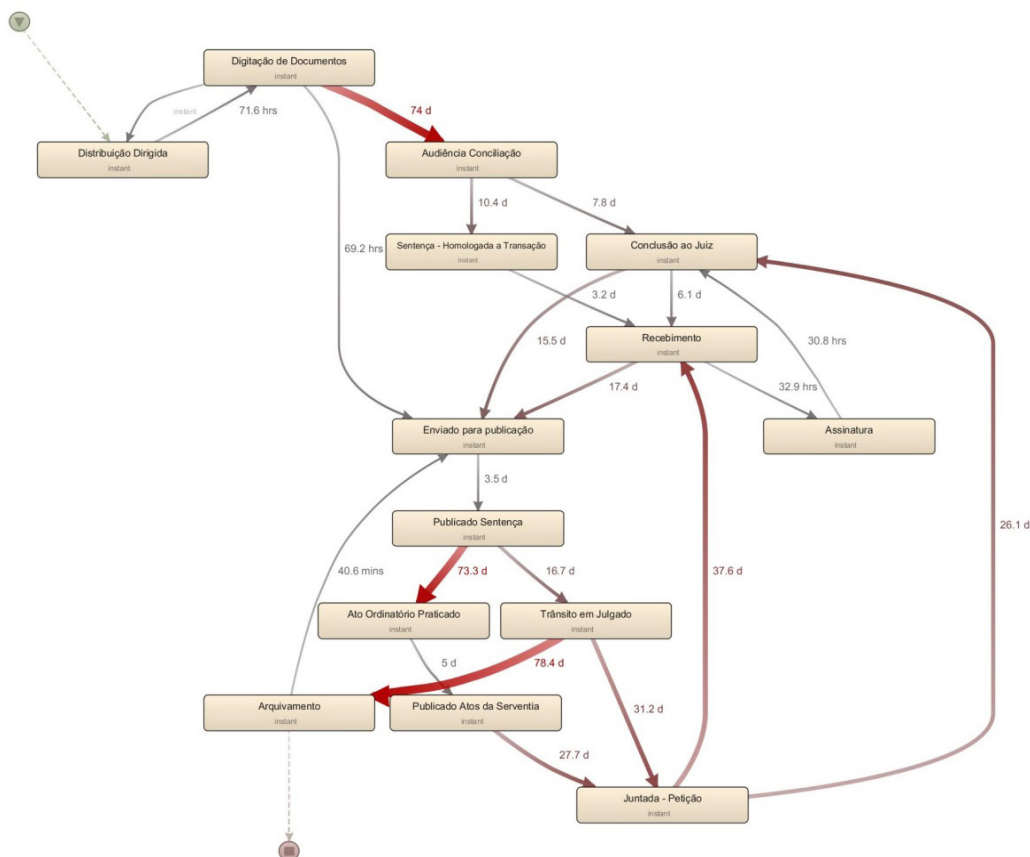 Digitação de Documentos
instant
instant
71.6 hrs
74 d
Distribuição Dirigida
instant
Audiência Conciliação
instant
10.4 d
7.8 d
69.2 hrs
Sentença - Homologada a Transação
instant
Conclusão ao Juiz
instant
3.2 d
6.1 d
15.5 d
Recebimento
instant
30.8 hrs
17.4 d
32.9 hrs
Enviado para publicação
instant
Assinatura
instant
3.5 d
Publicado Sentença
instant
26.1 d
40.6 mins
73.3 d
16.7 d
37.6 d
Ato Ordinatório Praticado
instant
Trânsito em Julgado
instant
5 d
78.4 d
Arquivamento
instant
Publicado Atos da Serventia
instant
31.2 d
27.7 d
Juntada - Petição
instant